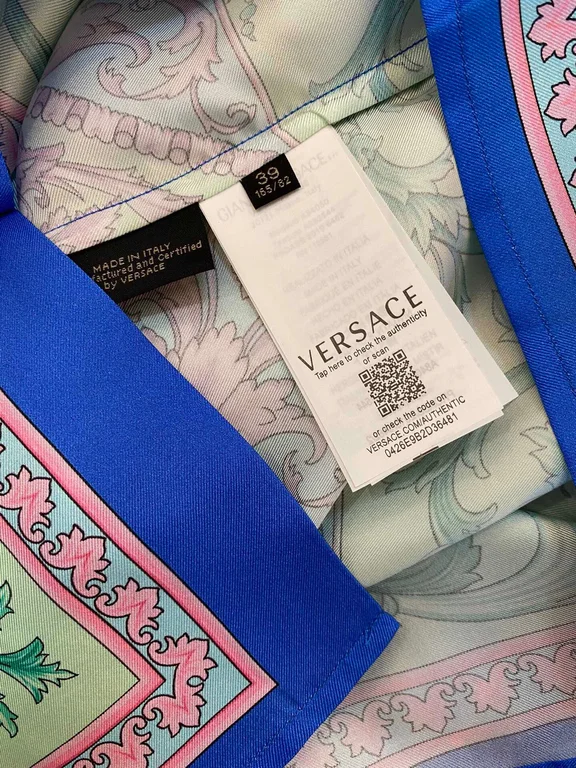 39
165/82
MADE IN ITALY
factured and Certified
by VERSACE
VERSACE
Tap here to check the authenticity
or scan
or check the code on
VERSACE.COM/AUTHENTIC
0426E9B2D36481